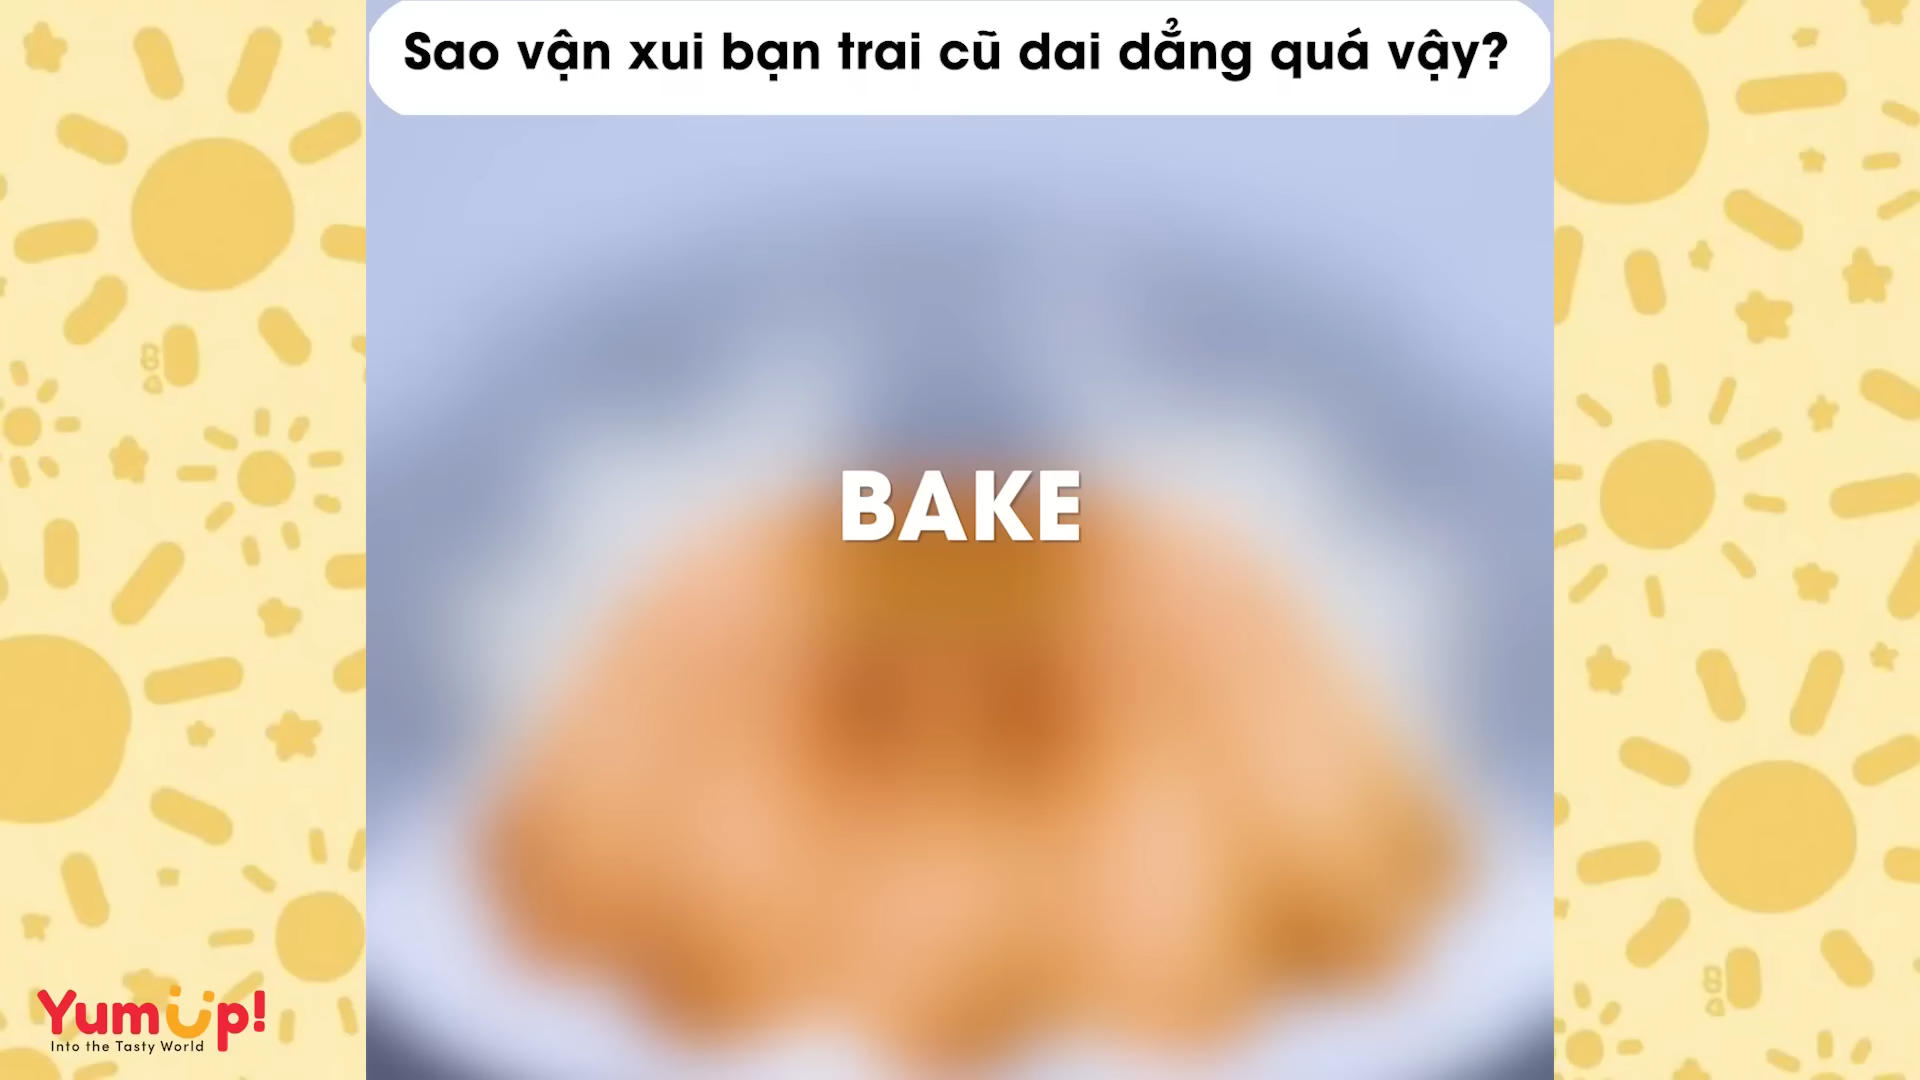 Sao vận xui bạn trai cũ dai dẳng quá vậy?
BAKE
YumUp!
Into the Tasty World